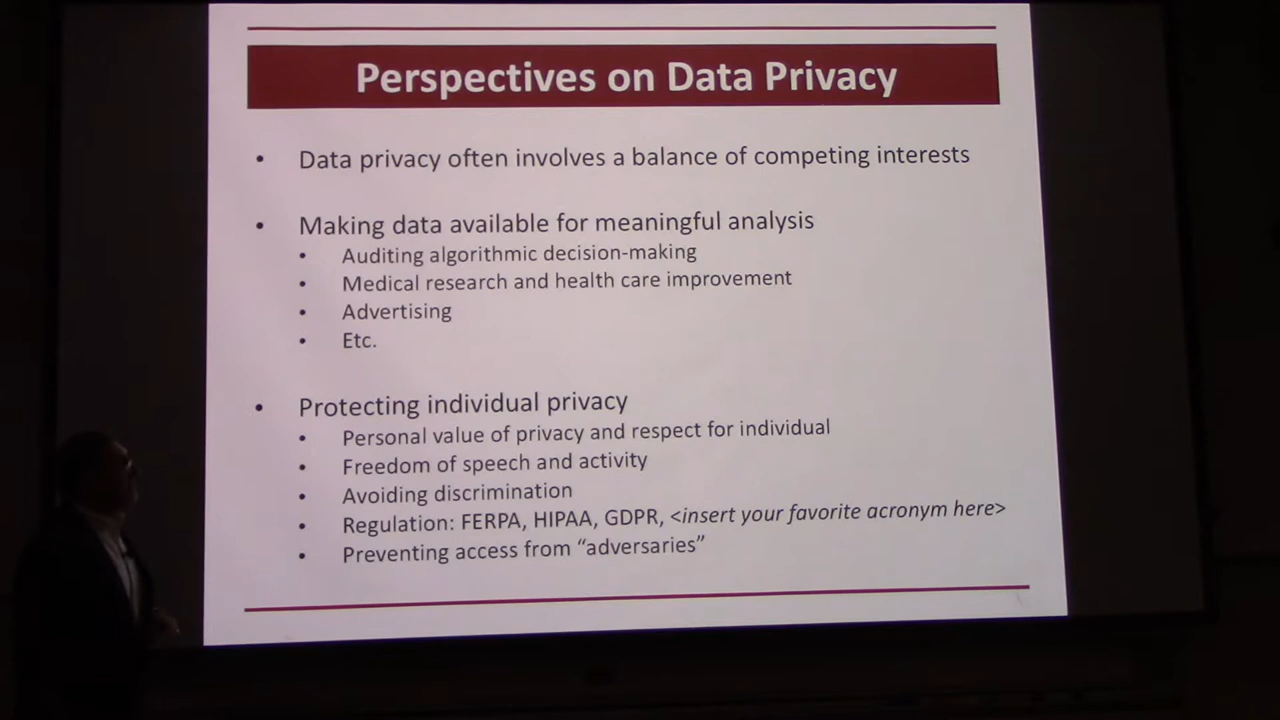 Perspectives on Data Privacy
• Data privacy often involves a balance of competing interests
• Making data available for meaningful analysis
• Auditing algorithmic decision-making
• Medical research and health care improvement
• Advertising
• Etc.
• Protecting individual privacy
• Personal value of privacy and respect for individual
• Freedom of speech and activity
• Avoiding discrimination
• Regulation: FERPA, HIPAA, GDPR, <insert your favorite acronym here>
• Preventing access from “adversaries”